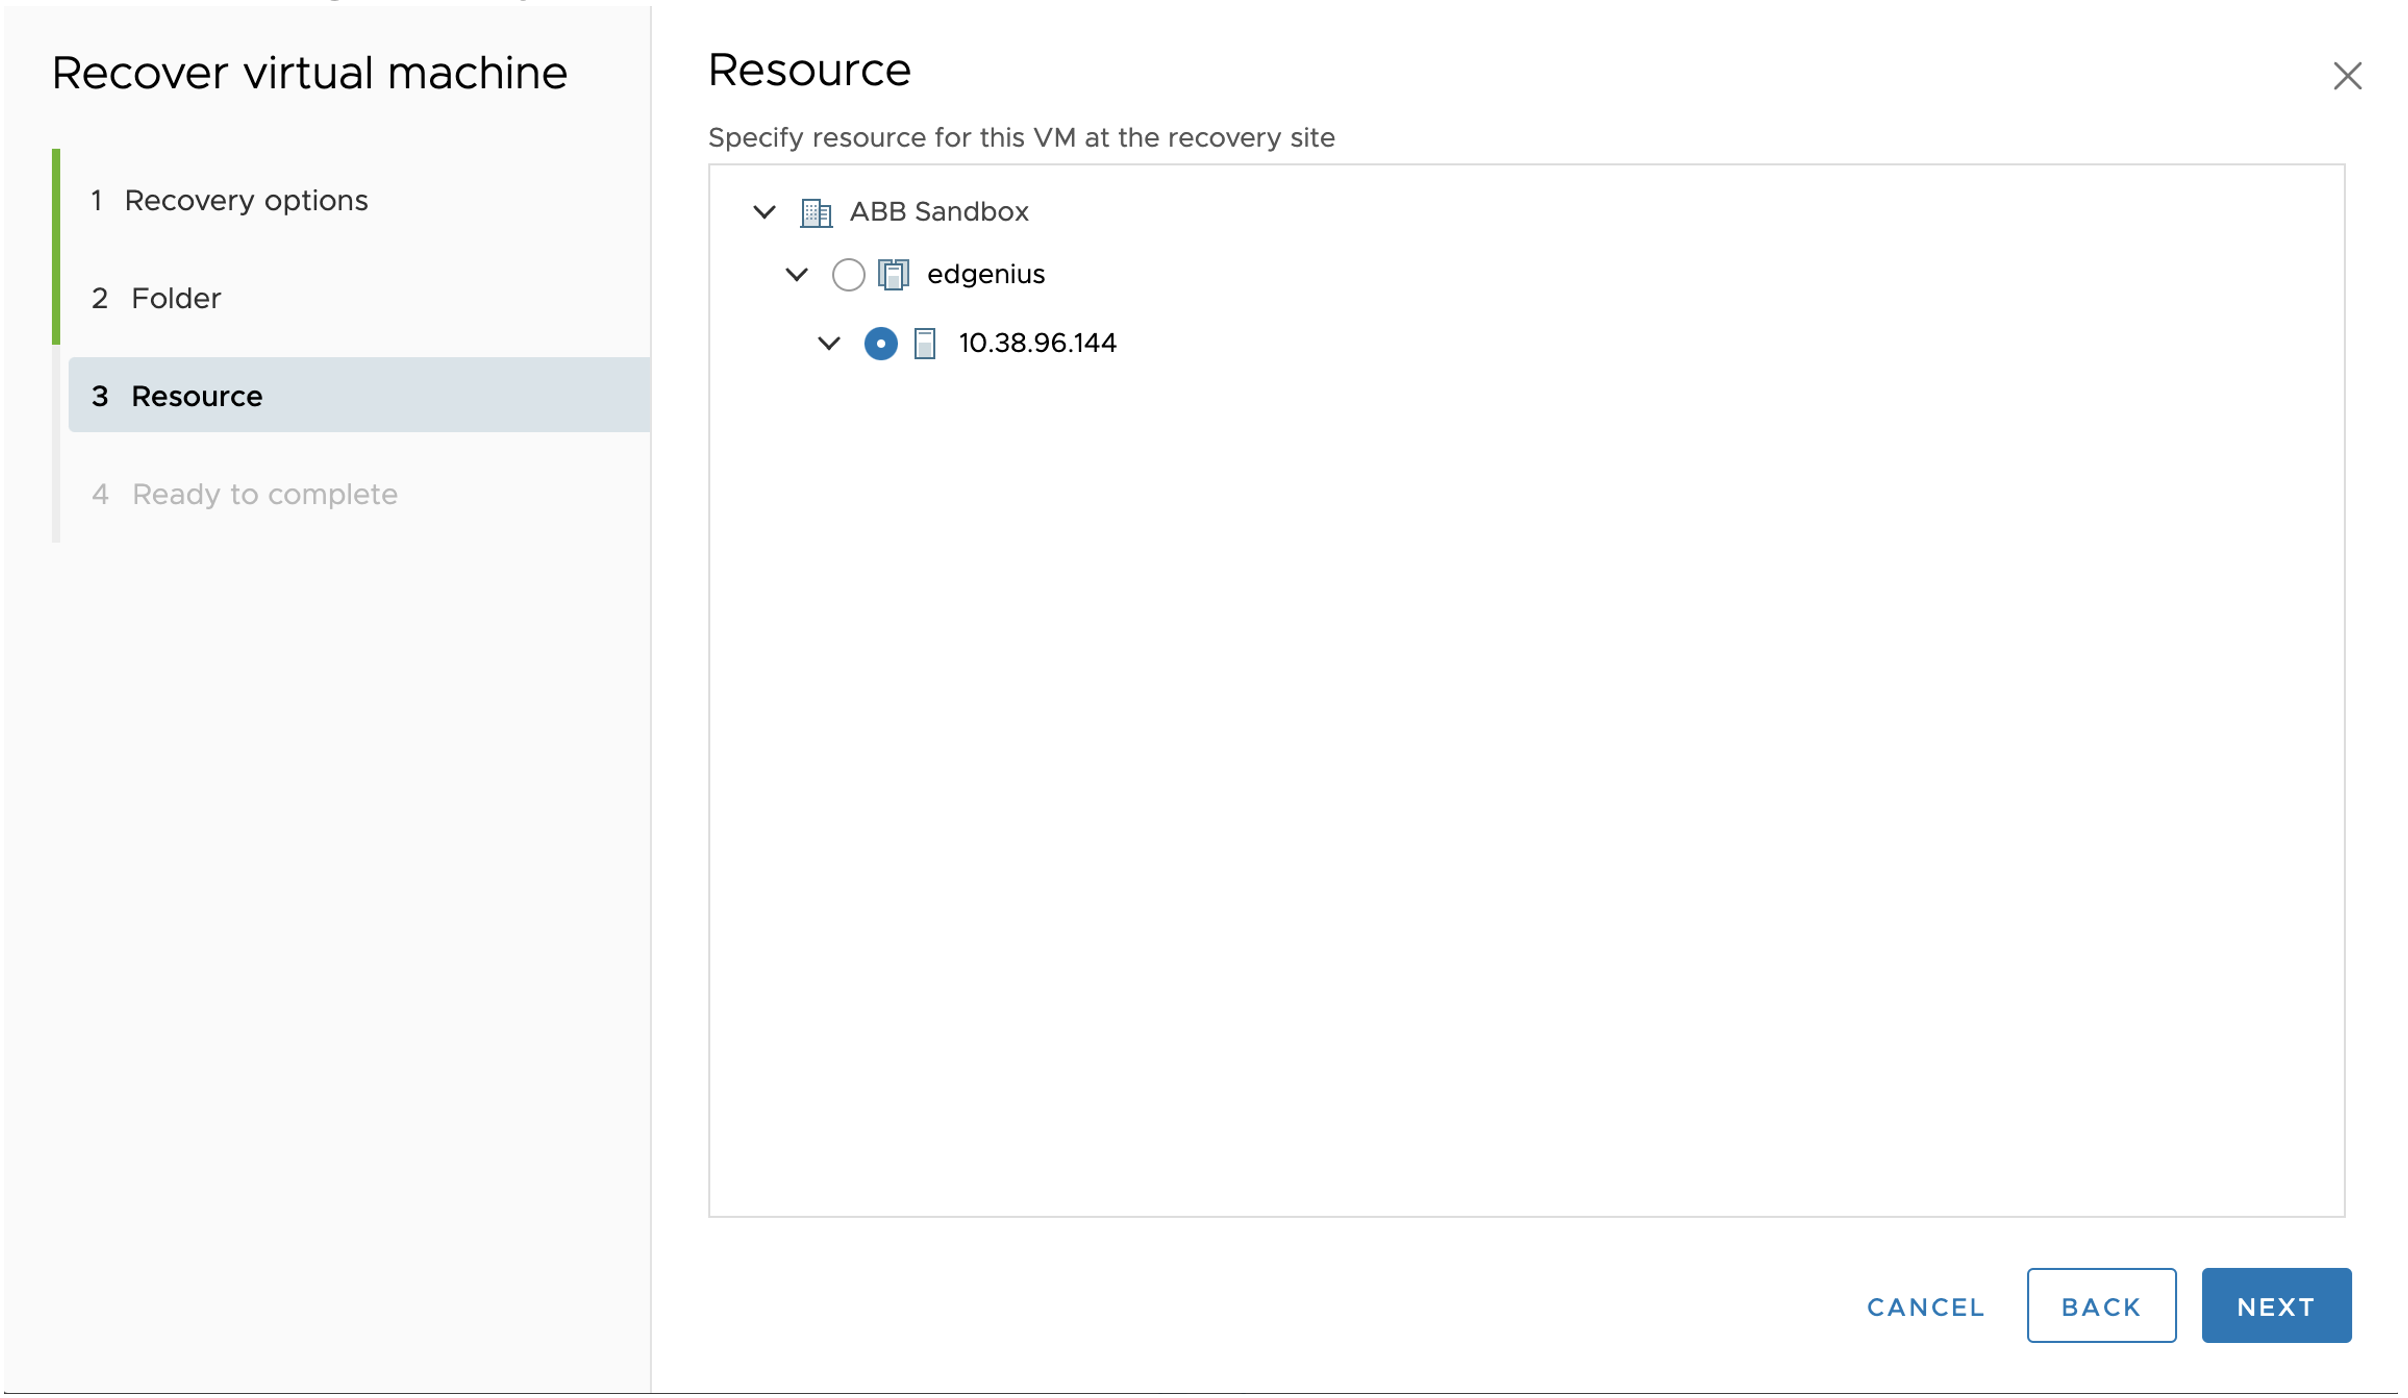 Recover virtual machine
1 Recovery options
2 Folder
3 Resource
4 Ready to complete
Resource
Specify resource for this VM at the recovery site
ABB Sandbox
edgenius
10.38.96.144
CANCEL
BACK
NEXT